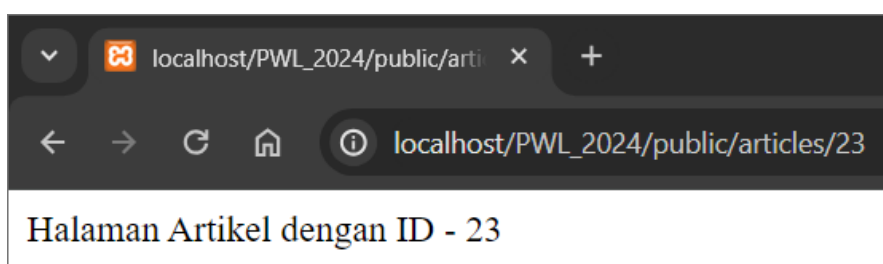 localhost/PWL_2024/public/arti
localhost/PWL_2024/public/articles/23
Halaman Artikel dengan ID - 23